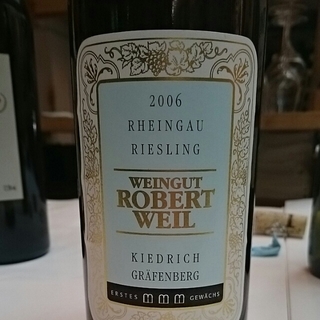 2006
RHEINGAU
RIESLING
WEINGUT
ROBERT
WEIL
KIEDRICH
GRÄFENBERG
ERSTES GEWÄCHS